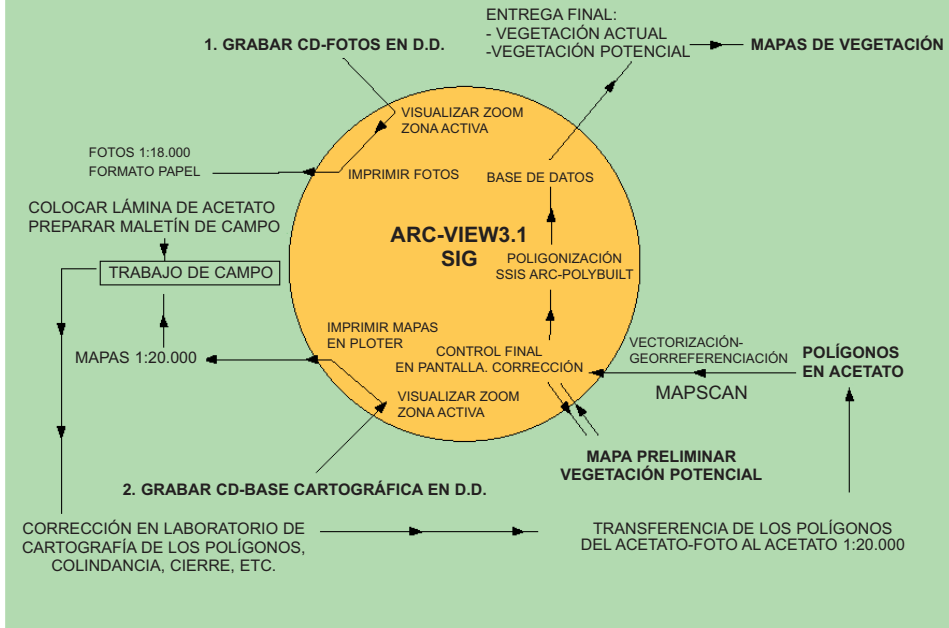 ENTREGA FINAL:
- VEGETACIÓN ACTUAL
-VEGETACIÓN POTENCIAL
MAPAS DE VEGETACIÓN
1. GRABAR CD-FOTOS EN D.D.
VISUALIZAR ZOOM
ZONA ACTIVA
FOTOS 1:18.000
FORMATO PAPEL
IMPRIMIR FOTOS
BASE DE DATOS
COLOCAR LÁMINA DE ACETATO
PREPARAR MALETÍN DE CAMPO
TRABAJO DE CAMPO
ARC-VIEW3.1
SIG
POLIGONIZACIÓN
SSIS ARC-POLYBUILT
IMPRIMIR MAPAS
EN PLOTER
MAPAS 1:20.000
CONTROL FINAL
EN PANTALLA. CORRECCIÓN
VECTORIZACIÓN-
GEORREFERENCIACIÓN
MAPSCAN
POLÍGONOS
EN ACETATO
VISUALIZAR ZOOM
ZONA ACTIVA
MAPA PRELIMINAR
VEGETACIÓN POTENCIAL
2. GRABAR CD-BASE CARTOGRÁFICA EN D.D.
CORRECCIÓN EN LABORATORIO DE
CARTOGRAFÍA DE LOS POLÍGONOS,
COLINDANCIA, CIERRE, ETC.
TRANSFERENCIA DE LOS POLÍGONOS
DEL ACETATO-FOTO AL ACETATO 1:20.000